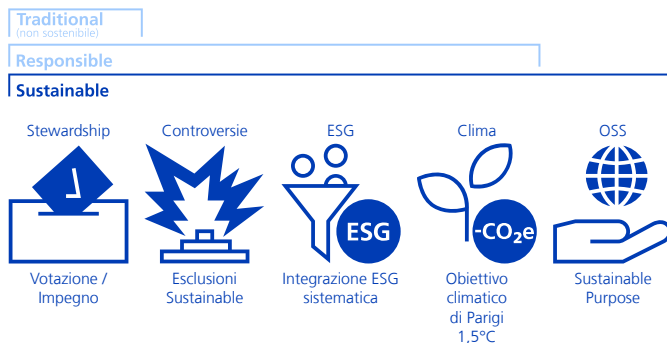 Traditional
(non sostenibile)
Responsible
Sustainable
Stewardship
Controversie
ESG
Clima
OSS
ESG
-CO₂e
Votazione /
Impegno
Esclusioni
Sustainable
Integrazione ESG
sistematica
Obiettivo
climatico
di Parigi
1,5°C
Sustainable
Purpose